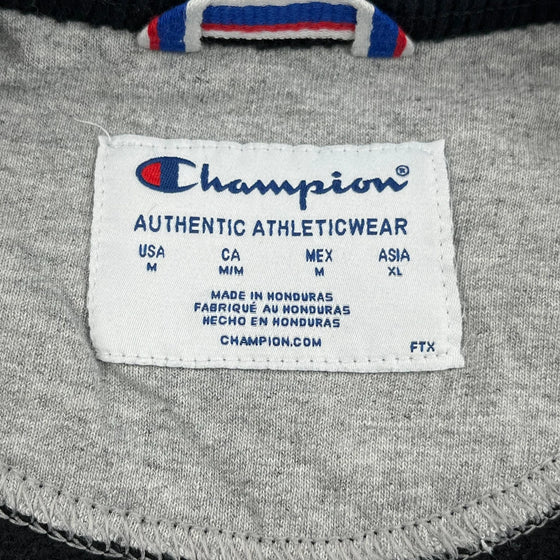 Champion®
AUTHENTIC ATHLETICWEAR
USA CA MEX ASIA
M M/M M XL
MADE IN HONDURAS
FABRIQUÉ AU HONDURAS
HECHO EN HONDURAS
CHAMPION.COM
FTX